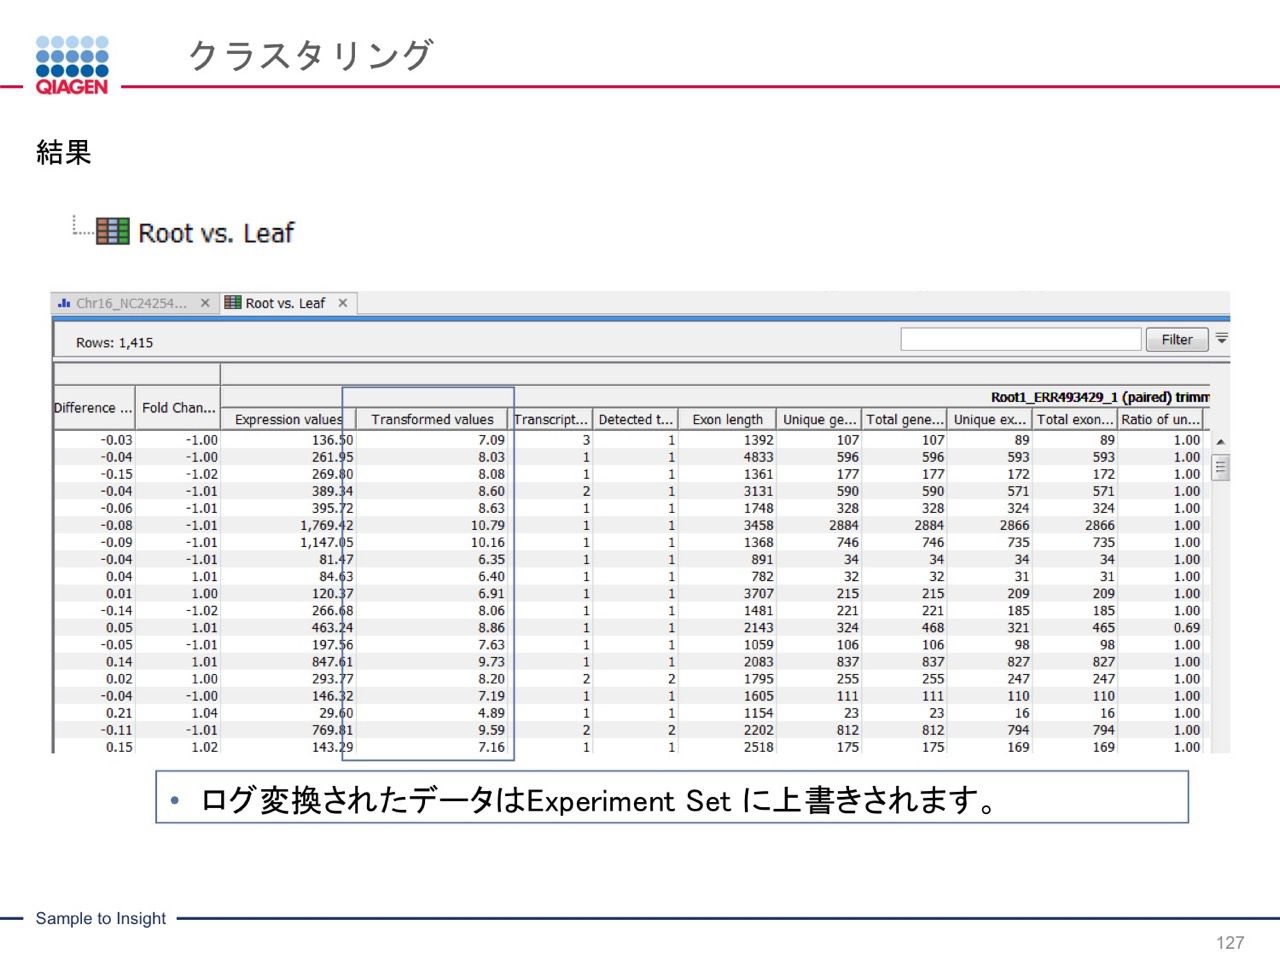 QIAGEN
クラスタリング
結果
Root vs. Leaf
Chr16_NC24254... Root vs. Leaf
Rows: 1,415 Filter
Root1_ERR493429_1 (paired) trimm
Difference ... Fold Chan... Expression values Transformed values Transcript... Detected t... Exon length Unique ge... Total gene... Unique ex... Total exon... Ratio of un...
-0.03 -1.00 136.50 7.09 3 1 1392 107 107 89 89 1.00
-0.04 -1.00 261.95 8.03 1 1 4833 596 596 593 593 1.00
-0.15 -1.02 269.80 8.08 1 1 1361 177 177 172 172 1.00
-0.04 -1.01 389.34 8.60 2 1 3131 590 590 571 571 1.00
-0.06 -1.01 395.72 8.63 1 1 1748 328 328 324 324 1.00
-0.08 -1.01 1,769.42 10.79 1 1 3458 2884 2884 2866 2866 1.00
-0.09 -1.01 1,147.05 10.16 1 1 1368 746 746 735 735 1.00
-0.04 -1.01 81.47 6.35 1 1 891 34 34 34 34 1.00
0.04 1.01 84.63 6.40 1 1 782 32 32 31 31 1.00
0.01 1.00 120.37 6.91 1 1 3707 215 215 209 209 1.00
-0.14 -1.02 266.68 8.06 1 1 1481 221 221 185 185 1.00
0.05 1.01 463.24 8.86 1 1 2143 324 468 321 465 0.69
-0.05 -1.01 197.56 7.63 1 1 1059 106 106 98 98 1.00
0.14 1.01 847.61 9.73 1 1 2083 837 837 827 827 1.00
0.02 1.00 293.77 8.20 2 2 1795 255 255 247 247 1.00
-0.04 -1.00 146.32 7.19 1 1 1605 111 111 110 110 1.00
0.21 1.04 29.60 4.89 1 1 1154 23 23 16 16 1.00
-0.11 -1.01 769.81 9.59 2 2 2202 812 812 794 794 1.00
0.15 1.02 143.29 7.16 1 1 2518 175 175 169 169 1.00
• ログ変換されたデータはExperiment Set に上書きされます。
Sample to Insight
127